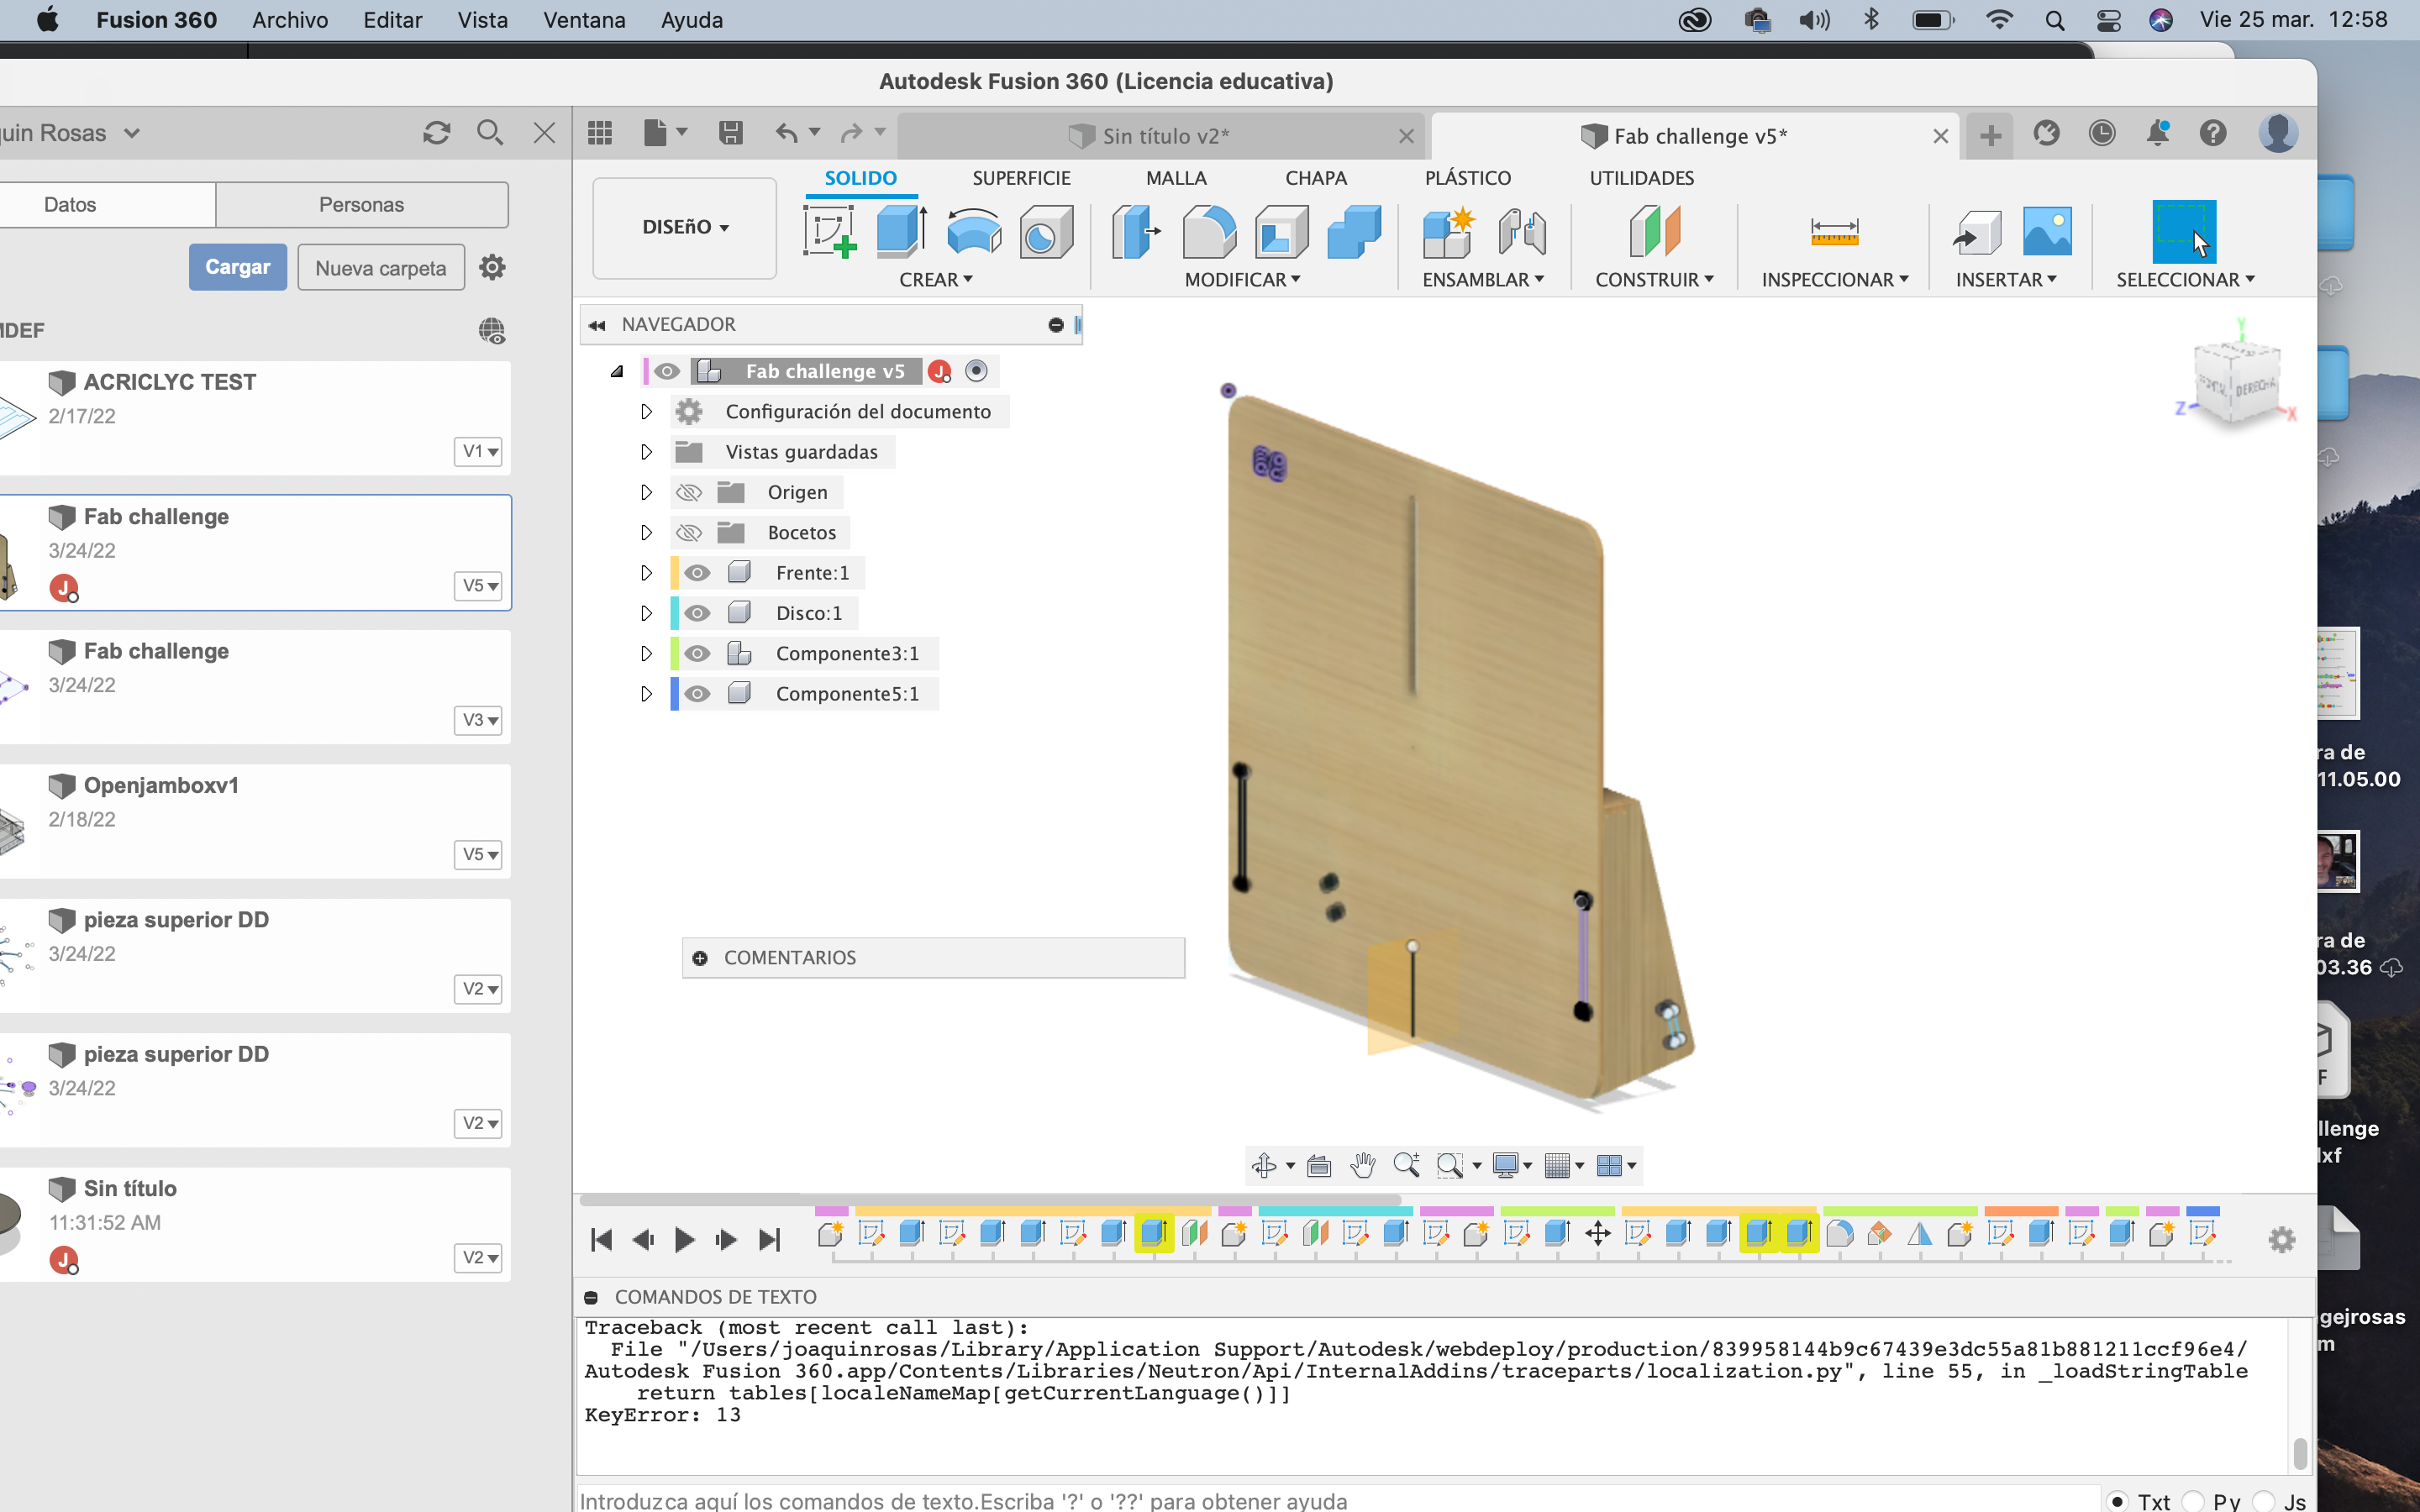 Fusion 360 Archivo Editar Vista Ventana Ayuda Vie 25 mar. 12:58
Autodesk Fusion 360 (Licencia educativa)
uin Rosas
Sin título v2*
Fab challenge v5*
Datos
Personas
Cargar
Nueva carpeta
MDEF
ACRICLYC TEST
2/17/22
V1
Fab challenge
3/24/22
J
V5
Fab challenge
3/24/22
V3
Openjamboxv1
2/18/22
V5
pieza superior DD
3/24/22
V2
pieza superior DD
3/24/22
V2
Sin título
11:31:52 AM
J
V2
DISEñO
SOLIDO SUPERFICIE MALLA CHAPA PLÁSTICO UTILIDADES
CREAR MODIFICAR ENSAMBLAR CONSTRUIR INSPECCIONAR INSERTAR SELECCIONAR
NAVEGADOR
Fab challenge v5 J
Configuración del documento
Vistas guardadas
Origen
Bocetos
Frente:1
Disco:1
Componente3:1
Componente5:1
Y
DERECHA
Z
X
COMENTARIOS
COMANDOS DE TEXTO
Traceback (most recent call last):
File "/Users/joaquinrosas/Library/Application Support/Autodesk/webdeploy/production/839958144b9c67439e3dc55a81b881211ccf96e4/
Autodesk Fusion 360.app/Contents/Libraries/Neutron/Api/InternalAddins/traceparts/localization.py", line 55, in _loadStringTable
return tables[localeNameMap[getCurrentLanguage()]]
KeyError: 13
Introduzca aquí los comandos de texto.Escriba '?' o '??' para obtener ayuda
Txt Py Js
ra de
11.05.00
ra de
03.36
F
llenge
lxf
gejrosas
m